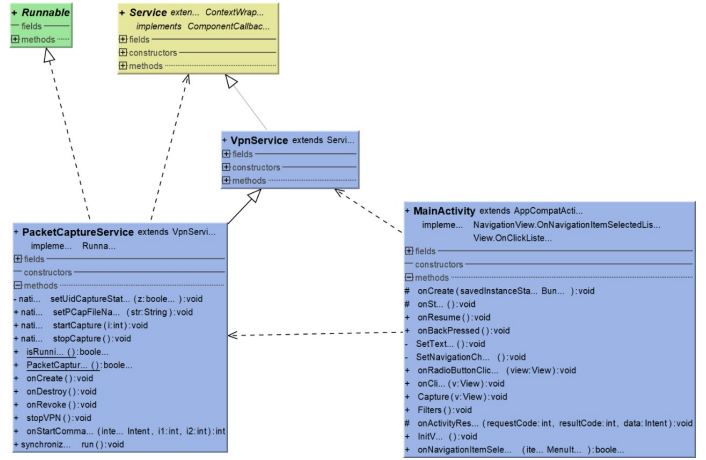 + Runnable
fields
methods
+ Service exten... ContextWrap...
implements ComponentCallbac...
fields
constructors
methods
+ VpnService extends Servi...
fields
constructors
methods
+ PacketCaptureService extends VpnServi...
impleme... Runna...
fields
constructors
methods
- nati... setUidCaptureStat... (z:boole... ):void
+ nati... setPCapFileNa... (str:String):void
+ nati... startCapture(i:int):void
+ nati... stopCapture():void
+ isRunni... ():boole...
+ PacketCaptur... ():boole...
+ onCreate():void
+ onDestroy():void
+ onRevoke():void
+ stopVPN():void
+ onStartComma... (inte... Intent, i1:int, i2:int):int
+ synchroniz... run():void
+ MainActivity extends AppCompatActi...
impleme... NavigationView.OnNavigationItemSelectedLis...
View.OnClickListe...
fields
constructors
methods
# onCreate(savedInstanceSta... Bun... ):void
# onSt... ():void
+ onResume():void
+ onBackPressed():void
- SetText... ():void
- SetNavigationCh... ():void
+ onRadioButtonClic... (view:View):void
+ onCli... (v:View):void
+ Capture(v:View):void
+ Filters():void
# onActivityRes... (requestCode:int, resultCode:int, data:Intent):void
+ InitV... ():void
+ onNavigationItemSele... (ite... MenuIt... ):boole...